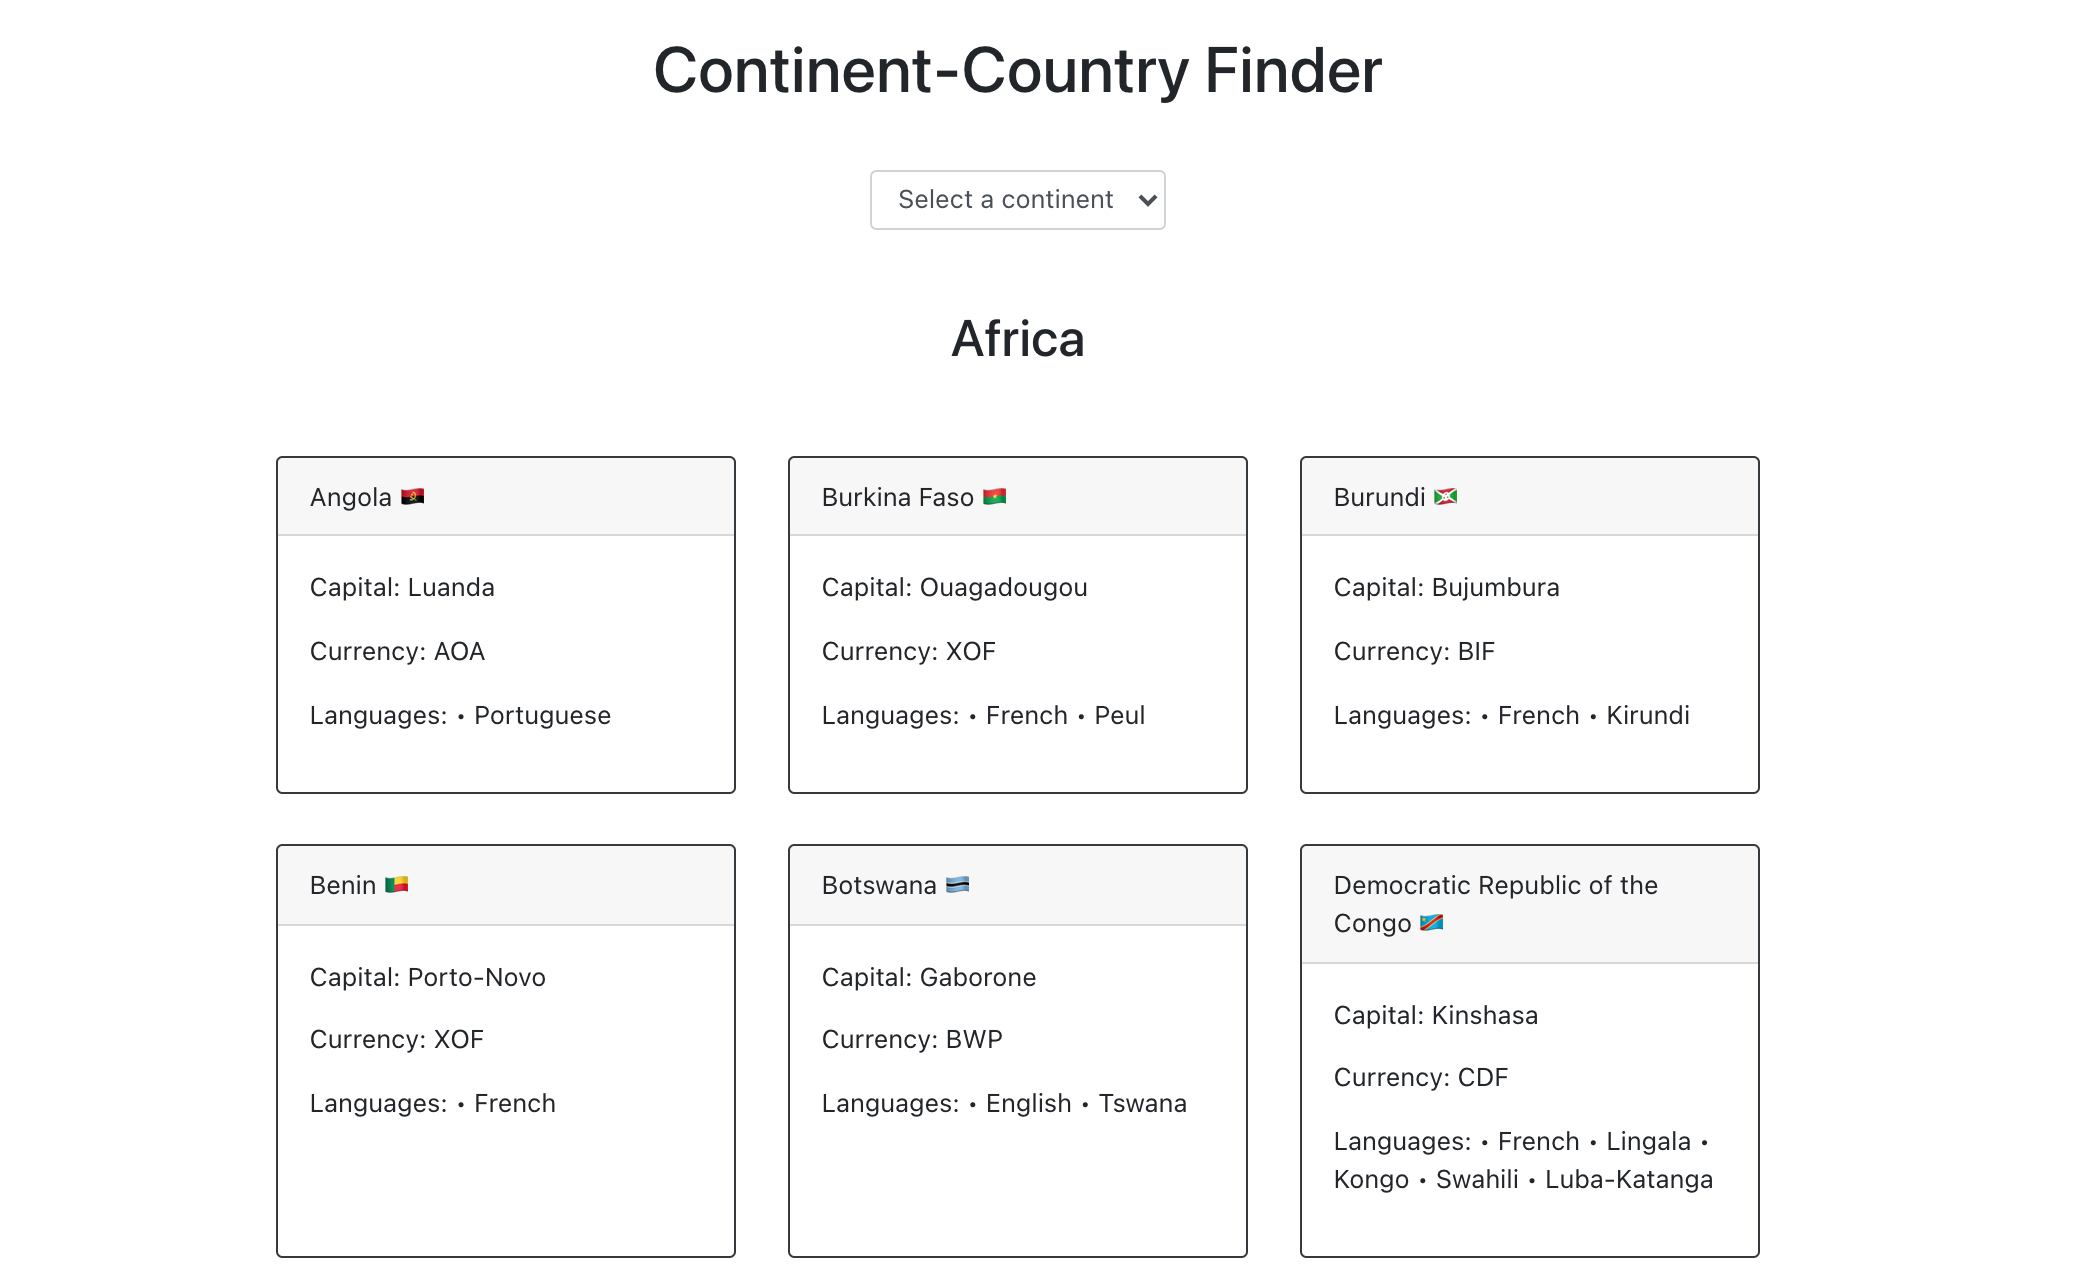 Continent-Country Finder
Select a continent
Africa
Angola 🇦🇴
Capital: Luanda
Currency: AOA
Languages: • Portuguese
Burkina Faso 🇧🇫
Capital: Ouagadougou
Currency: XOF
Languages: • French • Peul
Burundi 🇧🇮
Capital: Bujumbura
Currency: BIF
Languages: • French • Kirundi
Benin 🇧🇯
Capital: Porto-Novo
Currency: XOF
Languages: • French
Botswana 🇧🇼
Capital: Gaborone
Currency: BWP
Languages: • English • Tswana
Democratic Republic of the
Congo 🇨🇩
Capital: Kinshasa
Currency: CDF
Languages: • French • Lingala •
Kongo • Swahili • Luba-Katanga